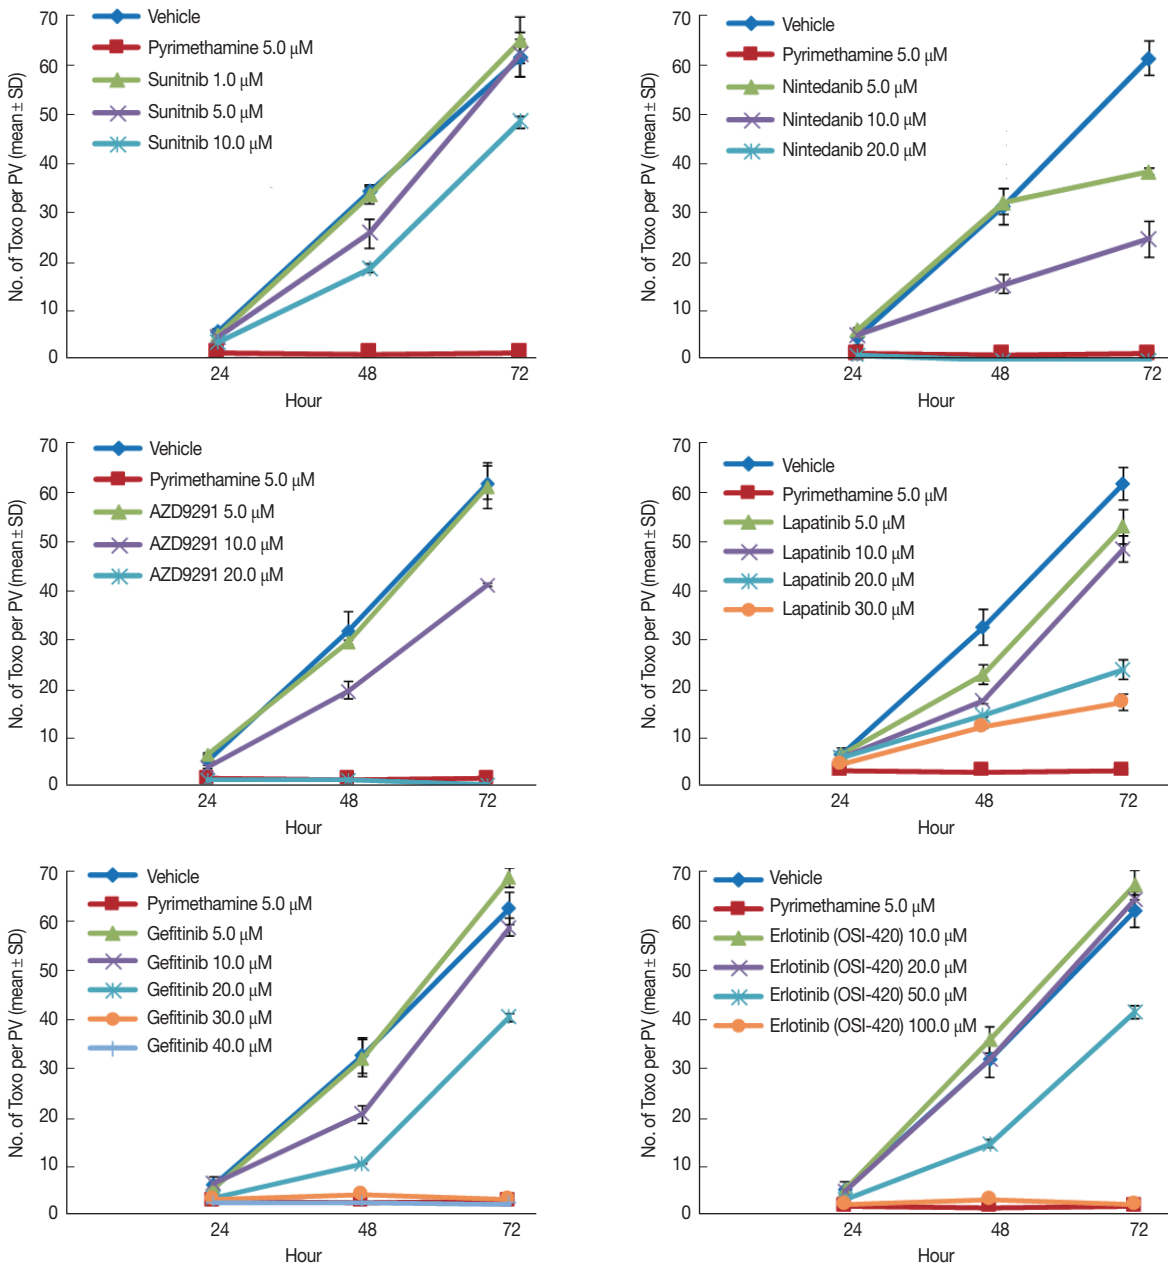 No. of Toxo per PV (mean± SD)
70
60
50
40
30
20
10
0
Vehicle
Pyrimethamine 5.0 μM
Sunitnib 1.0 μM
Sunitnib 5.0 μM
Sunitnib 10.0 μM
24
48
72
Hour
No. of Toxo per PV (mean± SD)
70
60
50
40
30
20
10
0
Vehicle
Pyrimethamine 5.0 μM
Nintedanib 5.0 μM
Nintedanib 10.0 μM
Nintedanib 20.0 μM
24
48
72
Hour
No. of Toxo per PV (mean± SD)
70
60
50
40
30
20
10
0
Vehicle
Pyrimethamine 5.0 μM
AZD9291 5.0 μM
AZD9291 10.0 μM
AZD9291 20.0 μM
24
48
72
Hour
No. of Toxo per PV (mean± SD)
70
60
50
40
30
20
10
0
Vehicle
Pyrimethamine 5.0 μM
Lapatinib 5.0 μM
Lapatinib 10.0 μM
Lapatinib 20.0 μM
Lapatinib 30.0 μM
24
48
72
Hour
No. of Toxo per PV (mean± SD)
70
60
50
40
30
20
10
0
Vehicle
Pyrimethamine 5.0 μM
Gefitinib 5.0 μM
Gefitinib 10.0 μM
Gefitinib 20.0 μM
Gefitinib 30.0 μM
Gefitinib 40.0 μM
24
48
72
Hour
No. of Toxo per PV (mean± SD)
70
60
50
40
30
20
10
0
Vehicle
Pyrimethamine 5.0 μM
Erlotinib (OSI-420) 10.0 μM
Erlotinib (OSI-420) 20.0 μM
Erlotinib (OSI-420) 50.0 μM
Erlotinib (OSI-420) 100.0 μM
24
48
72
Hour